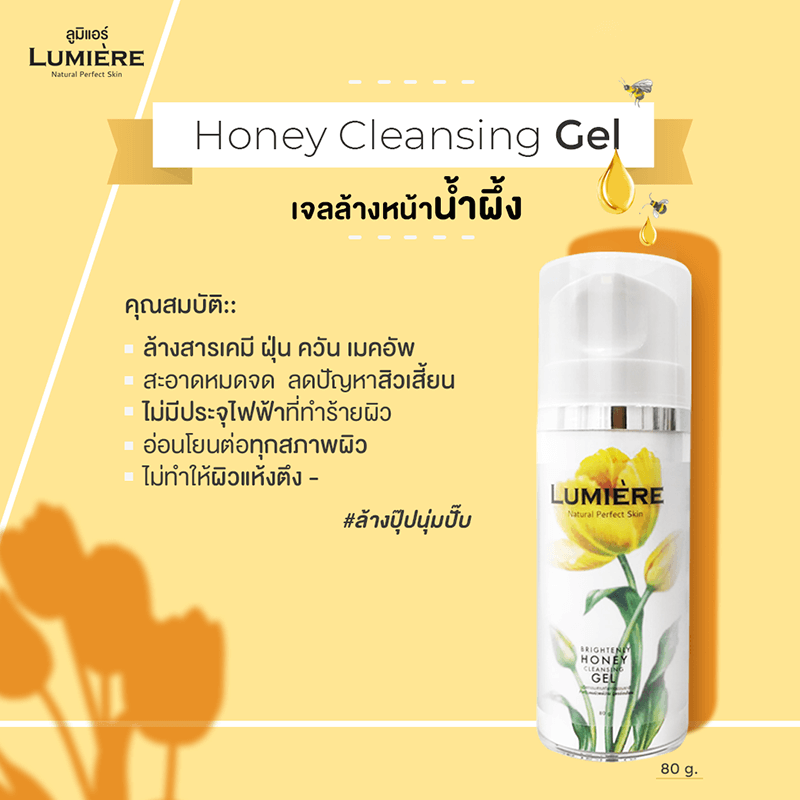 ลูมิแอร์
LUMIÈRE
Natural Perfect Skin
Honey Cleansing Gel
เจลล้างหน้าน้ำผึ้ง
คุณสมบัติ::
ล้างสารเคมี ฝุ่น ควัน เมคอัพ
สะอาดหมดจด ลดปัญหาสิวเสี้ยน
ไม่มีประจุไฟฟ้าที่ทำร้ายผิว
อ่อนโยนต่อทุกสภาพผิว
ไม่ทำให้ผิวแห้งตึง -
#ล้างปุ๊ปนุ่มปั๊บ
LUMIÈRE
Natural Perfect Skin
BRIGHTENLY
HONEY
CLEANSING
GEL
80 g.
80 g.